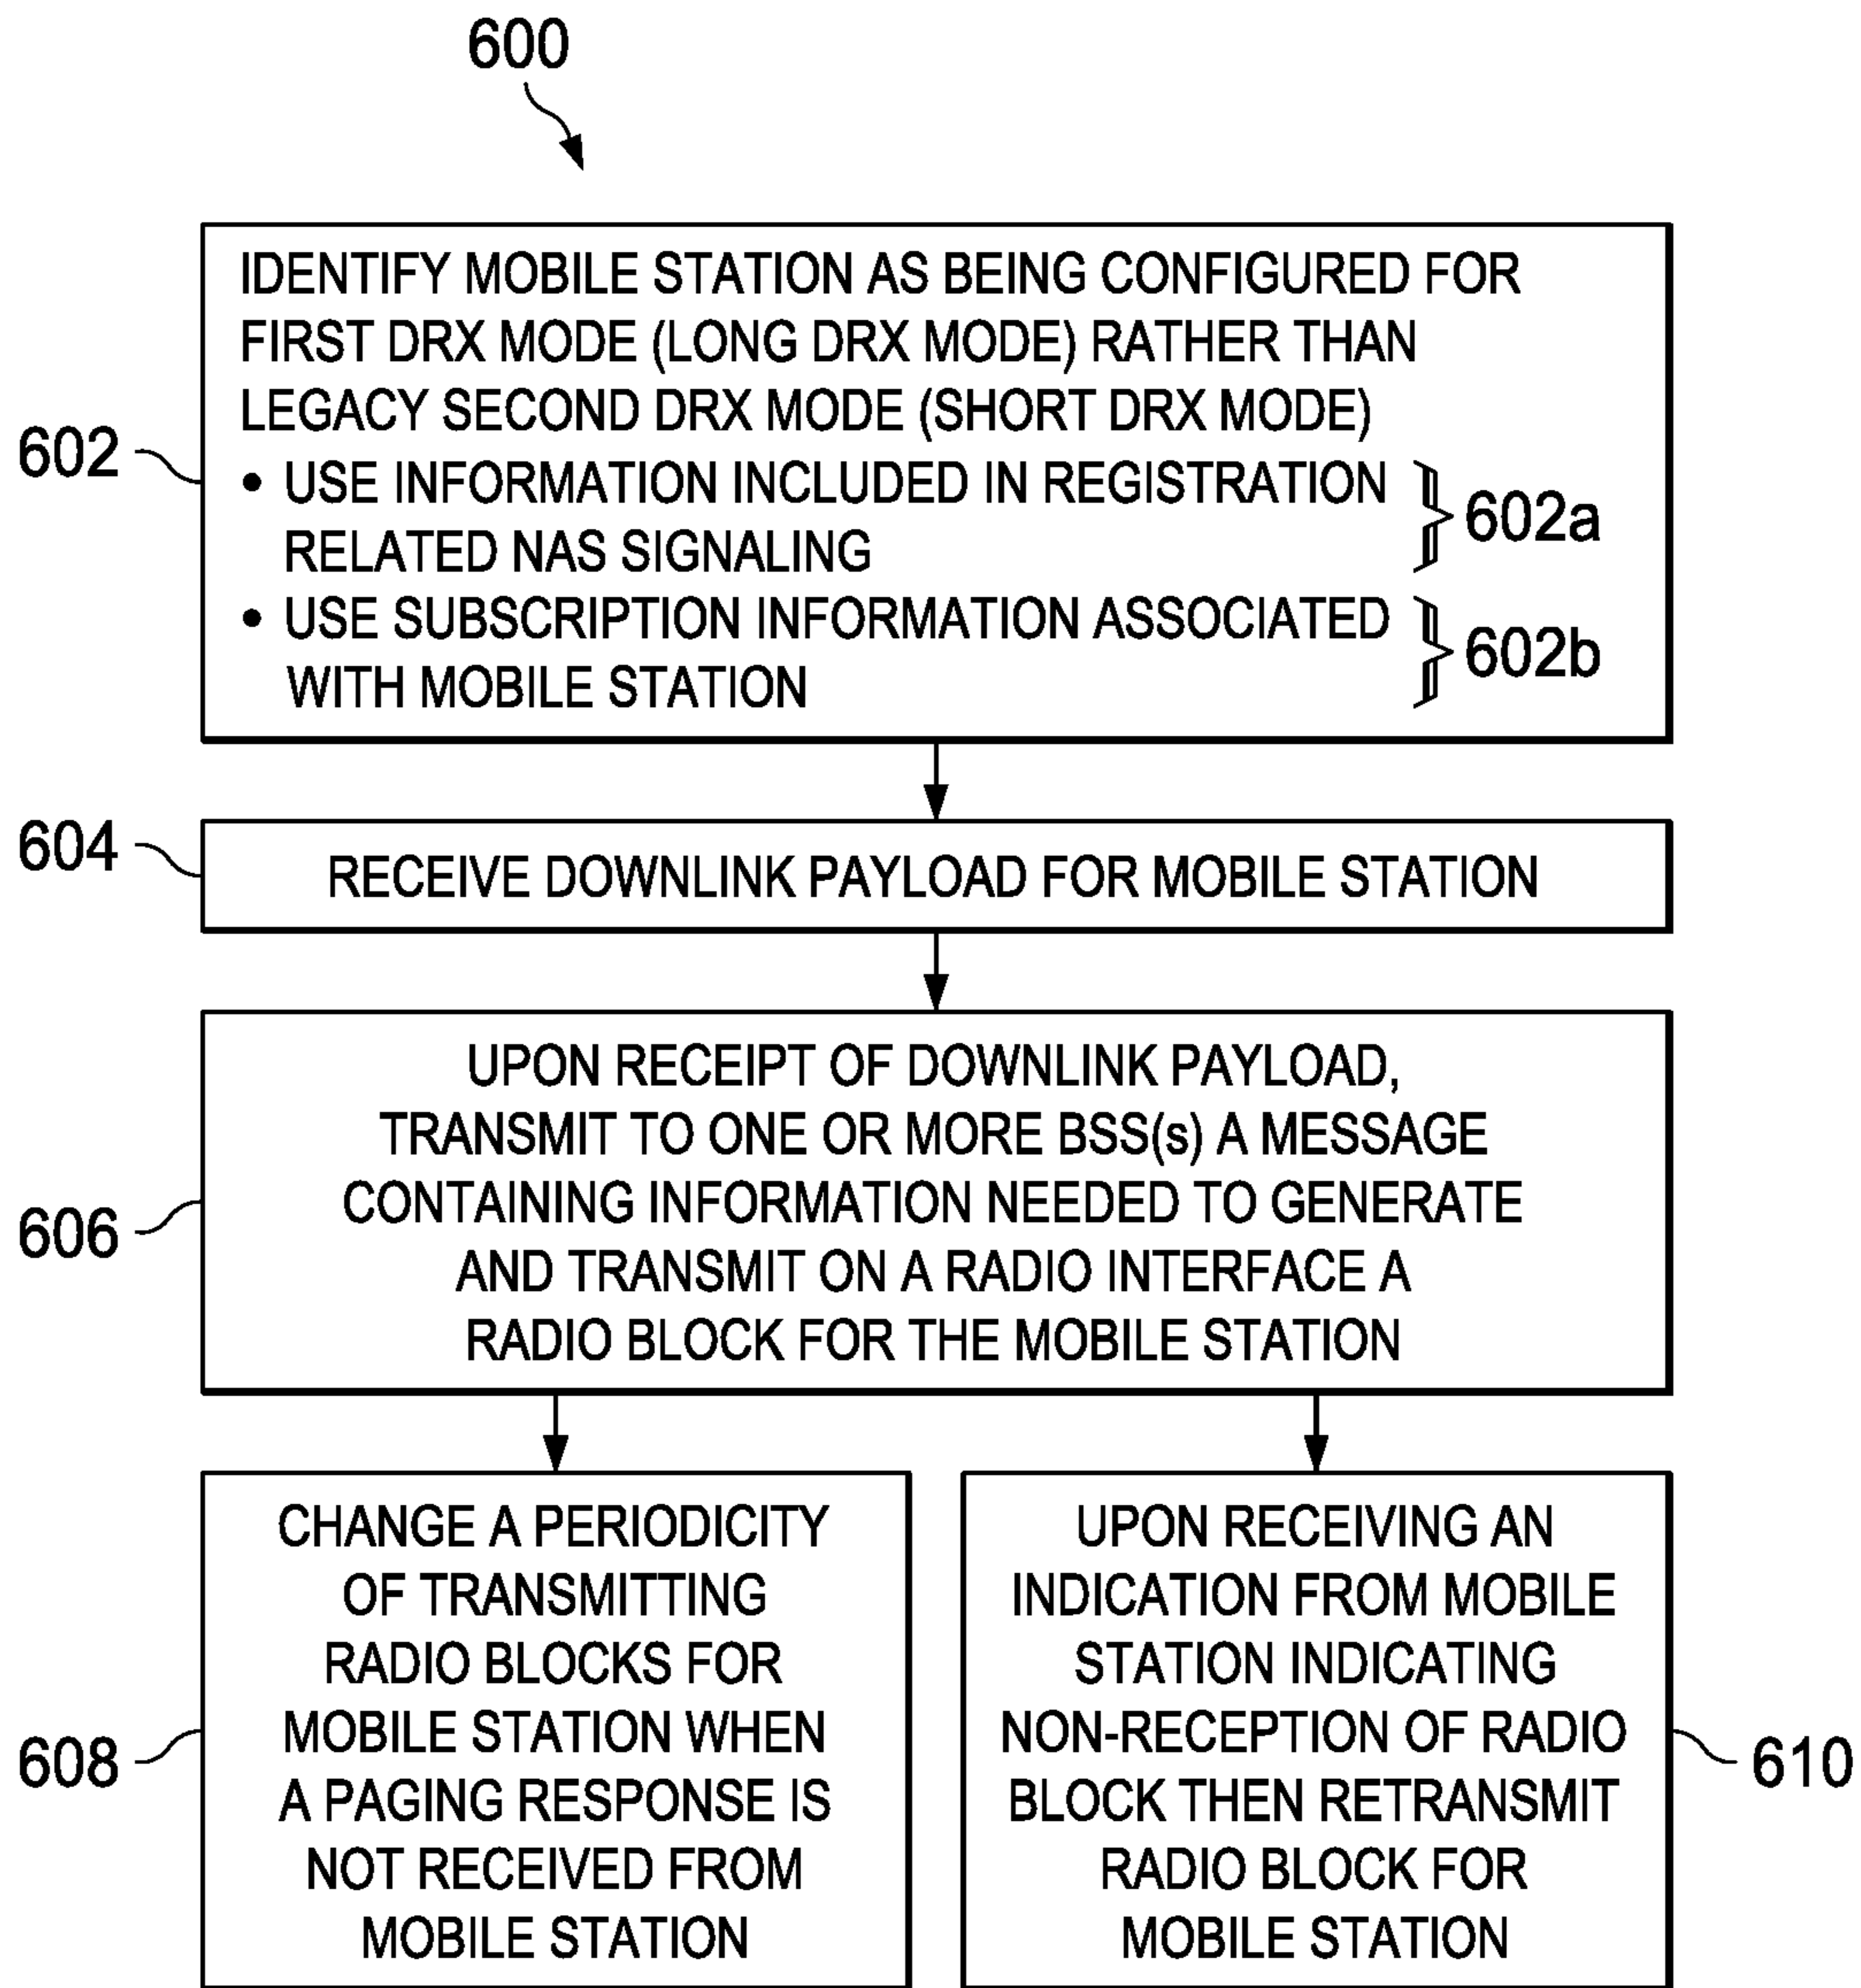 600
IDENTIFY MOBILE STATION AS BEING CONFIGURED FOR
FIRST DRX MODE (LONG DRX MODE) RATHER THAN
LEGACY SECOND DRX MODE (SHORT DRX MODE)
602
• USE INFORMATION INCLUDED IN REGISTRATION
RELATED NAS SIGNALING
602a
• USE SUBSCRIPTION INFORMATION ASSOCIATED
WITH MOBILE STATION
602b
604
RECEIVE DOWNLINK PAYLOAD FOR MOBILE STATION
UPON RECEIPT OF DOWNLINK PAYLOAD,
TRANSMIT TO ONE OR MORE BSS(s) A MESSAGE
CONTAINING INFORMATION NEEDED TO GENERATE
AND TRANSMIT ON A RADIO INTERFACE A
RADIO BLOCK FOR THE MOBILE STATION
606
CHANGE A PERIODICITY
OF TRANSMITTING
RADIO BLOCKS FOR
MOBILE STATION WHEN
A PAGING RESPONSE IS
NOT RECEIVED FROM
MOBILE STATION
608
UPON RECEIVING AN
INDICATION FROM MOBILE
STATION INDICATING
NON-RECEPTION OF RADIO
BLOCK THEN RETRANSMIT
RADIO BLOCK FOR
MOBILE STATION
610